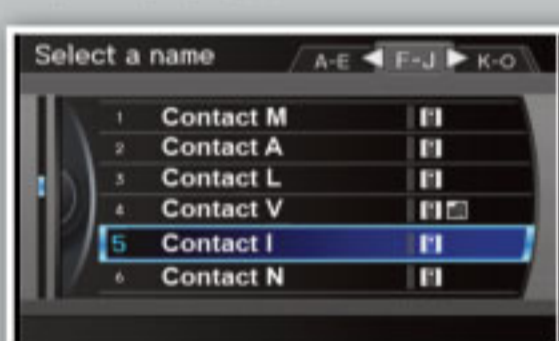 Select a name
A-E F-J K-O
1 Contact M
2 Contact A
3 Contact L
4 Contact V
5 Contact I
6 Contact N